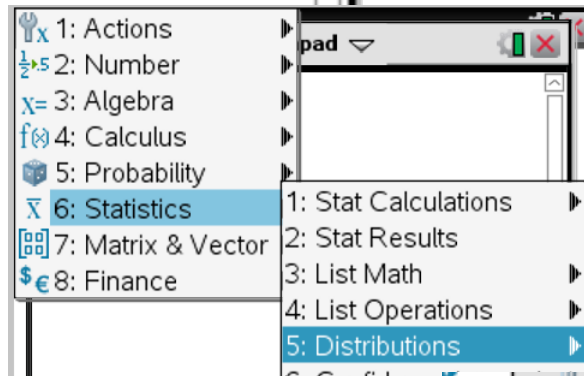 1: Actions
pad
2: Number
3: Algebra
4: Calculus
5: Probability
6: Statistics
7: Matrix & Vector
8: Finance
1: Stat Calculations
2: Stat Results
3: List Math
4: List Operations
5: Distributions